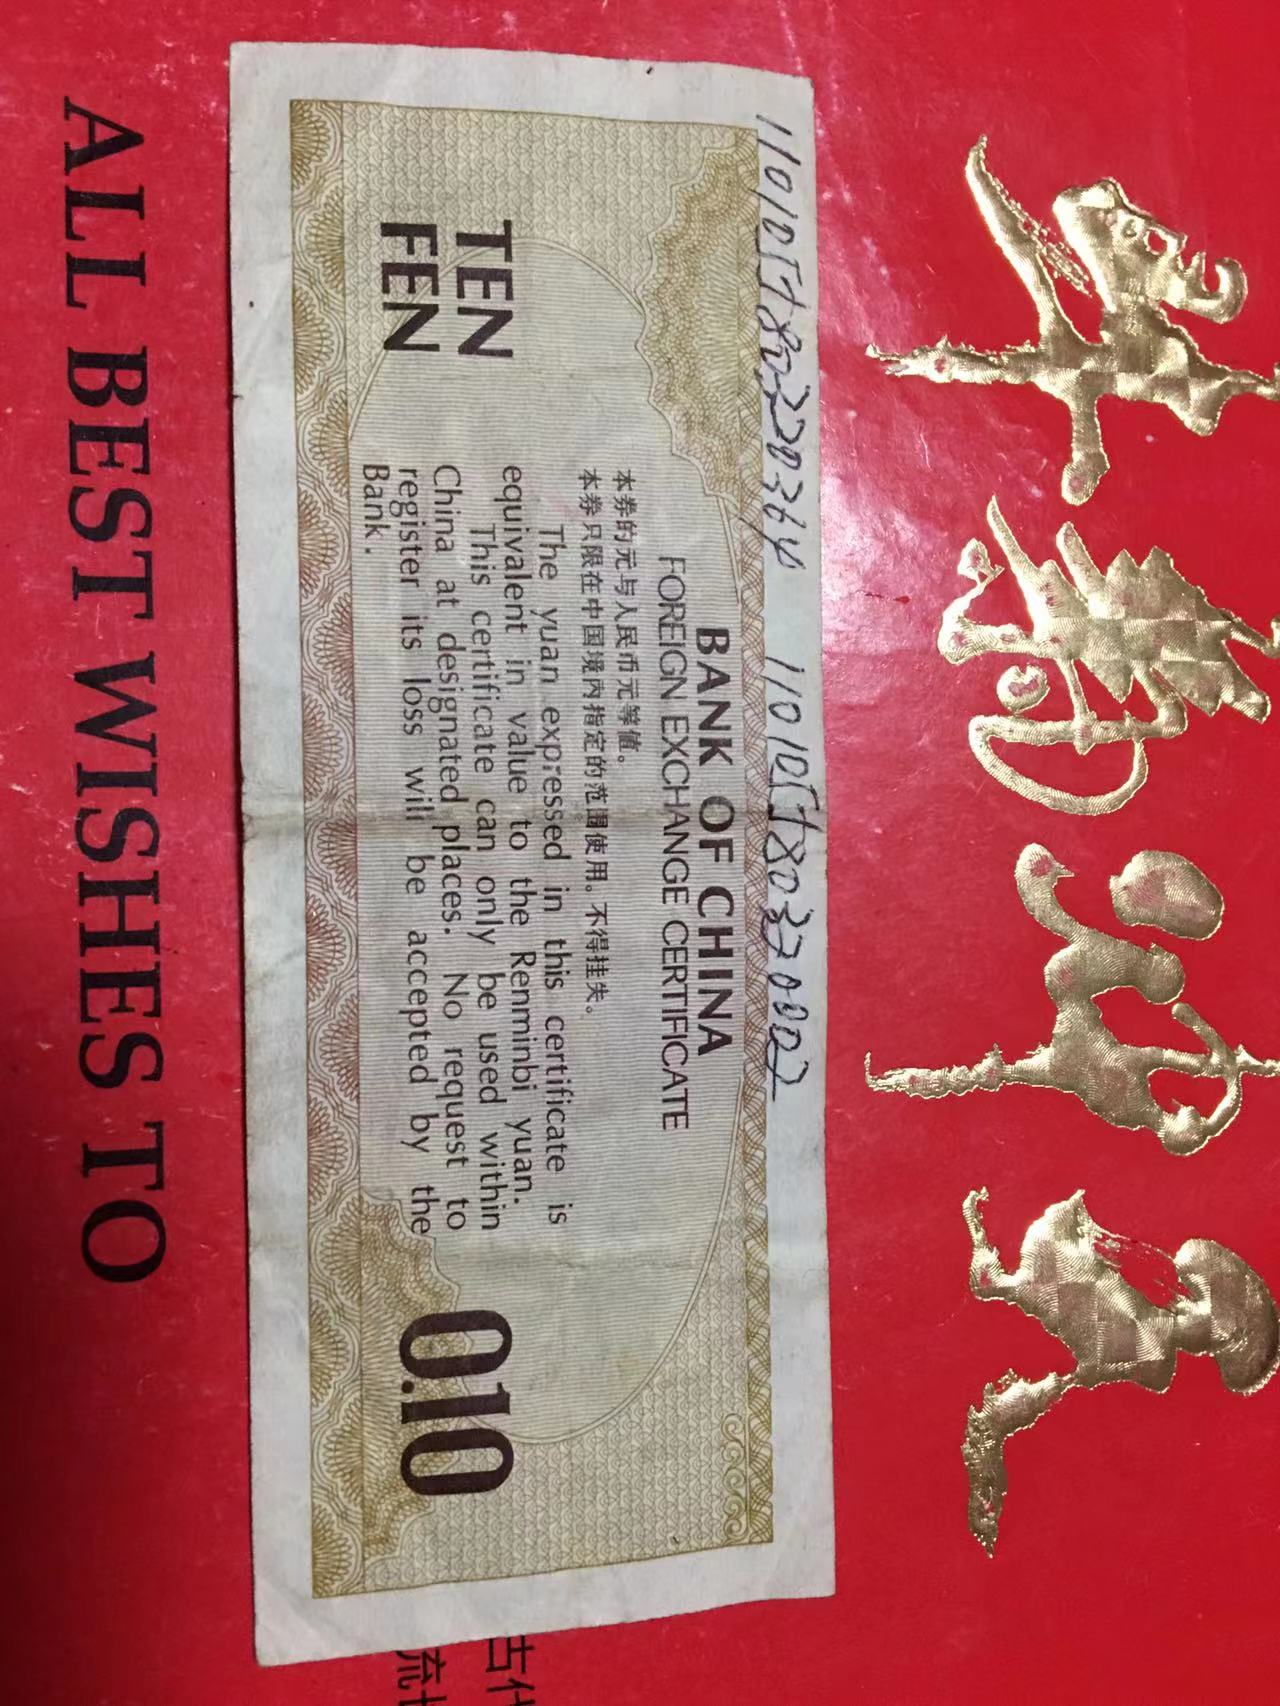 110105780220364
BANK OF CHINA
FOREIGN EXCHANGE CERTIFICATE
本券的元与人民币元等值。
本券只限在中国境内指定的范围使用。不得挂失。
The yuan expressed in this certificate is
equivalent in value to the Renminbi yuan.
This certificate can only be used within
China at designated places. No request to
register its loss will be accepted by the
Bank.
TEN
FEN
0.10
古代
流
ALL BEST WISHES TO